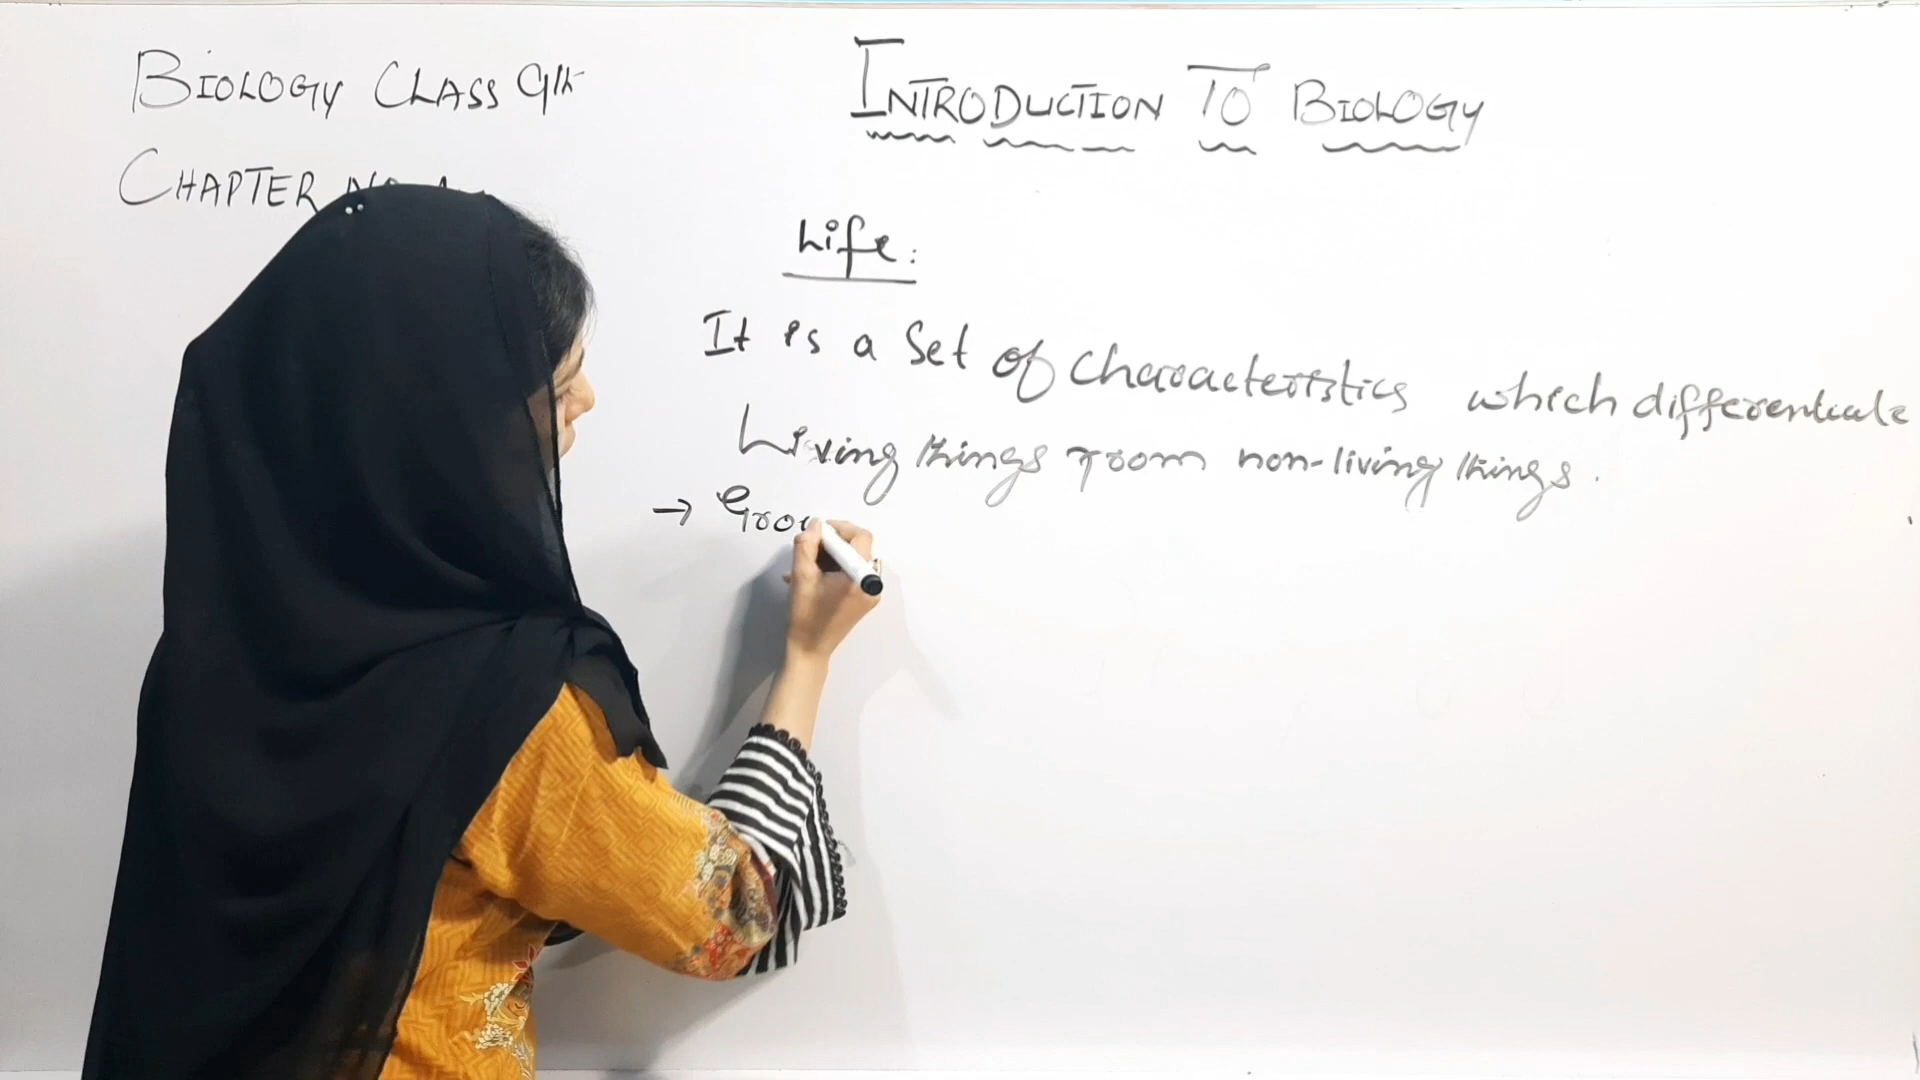 BIOLOGY CLASS 9th
CHAPTER
INTRODUCTION TO BIOLOGY
Life:
It is a Set of Characteristics which differentiate
Living things from non-living things.
→ Grow